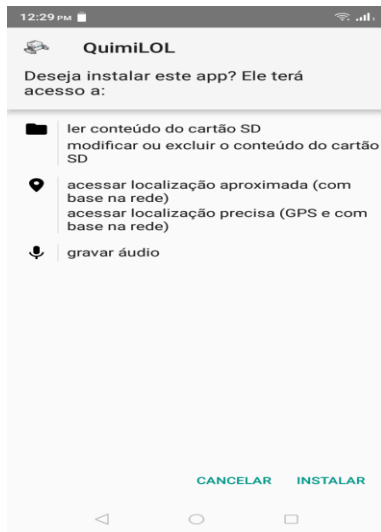 12:29 PM
QuimiLOL
Deseja instalar este app? Ele terá
acesso a:
ler conteúdo do cartão SD
modificar ou excluir o conteúdo do cartão
SD
acessar localização aproximada (com
base na rede)
acessar localização precisa (GPS e com
base na rede)
gravar áudio
CANCELAR INSTALAR